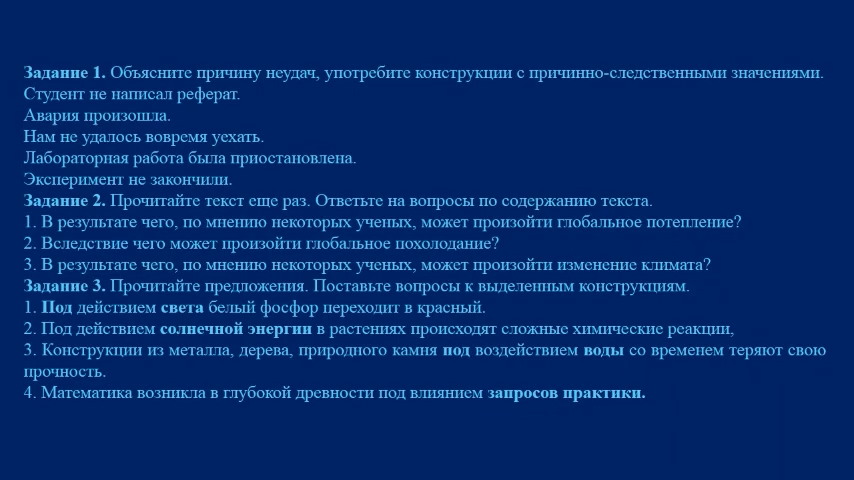 Задание 1. Объясните причину неудач, употребите конструкции с причинно-следственными значениями.
Студент не написал реферат.
Авария произошла.
Нам не удалось вовремя уехать.
Лабораторная работа была приостановлена.
Эксперимент не закончили.
Задание 2. Прочитайте текст еще раз. Ответьте на вопросы по содержанию текста.
1. В результате чего, по мнению некоторых ученых, может произойти глобальное потепление?
2. Вследствие чего может произойти глобальное похолодание?
3. В результате чего, по мнению некоторых ученых, может произойти изменение климата?
Задание 3. Прочитайте предложения. Поставьте вопросы к выделенным конструкциям.
1. Под действием света белый фосфор переходит в красный.
2. Под действием солнечной энергии в растениях происходят сложные химические реакции,
3. Конструкции из металла, дерева, природного камня под воздействием воды со временем теряют свою
прочность.
4. Математика возникла в глубокой древности под влиянием запросов практики.